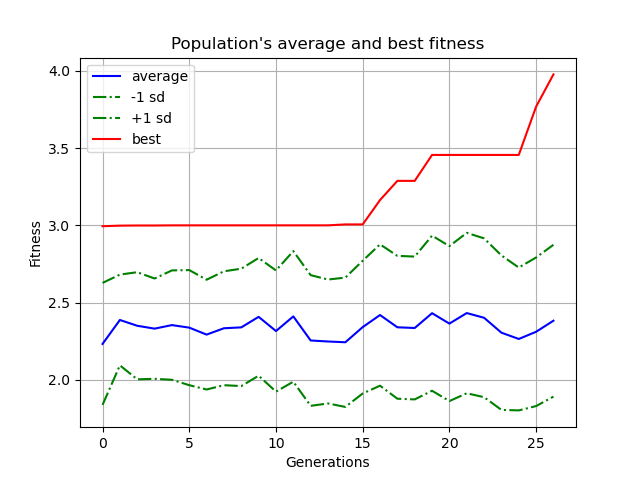 Population's average and best fitness
average
-1 sd
+1 sd
best
4.0
3.5
3.0
2.5
2.0
Fitness
0 5 10 15 20 25
Generations